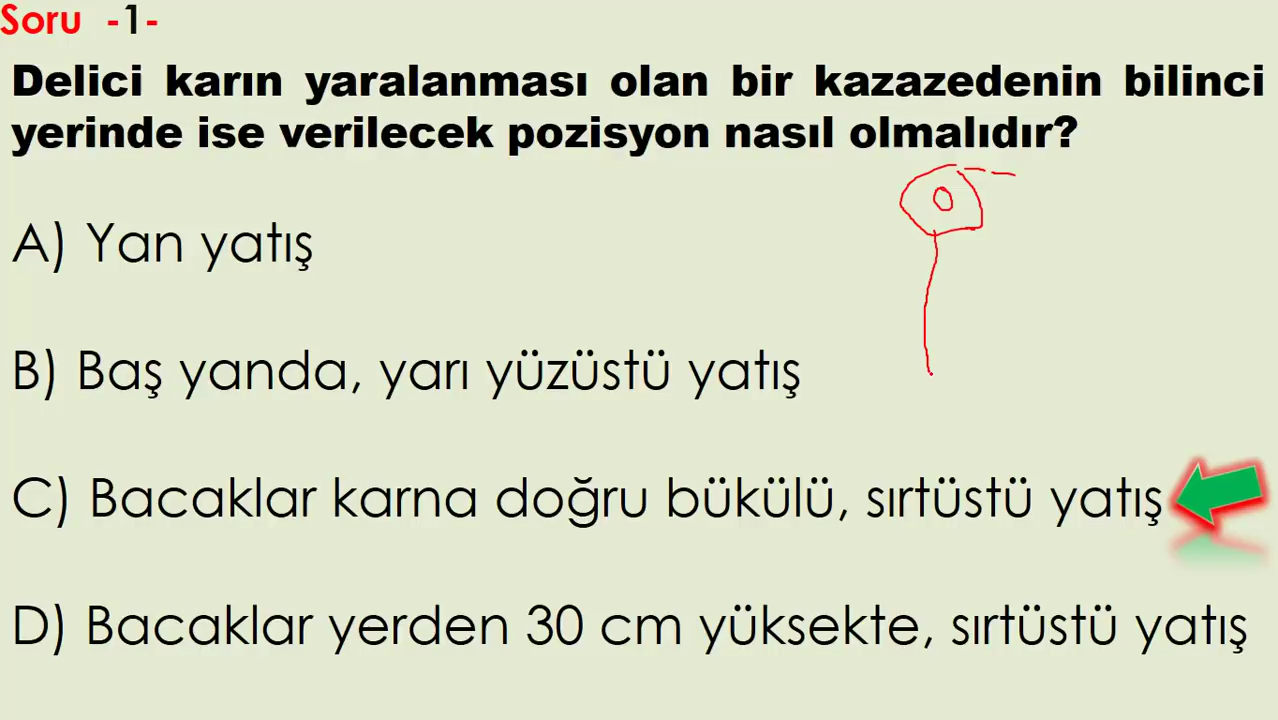 Soru -1-
Delici karın yaralanması olan bir kazazedenin bilinci
yerinde ise verilecek pozisyon nasıl olmalıdır?
A) Yan yatış
B) Baş yanda, yarı yüzüstü yatış
C) Bacaklar karna doğru bükülü, sırtüstü yatış
D) Bacaklar yerden 30 cm yüksekte, sırtüstü yatış